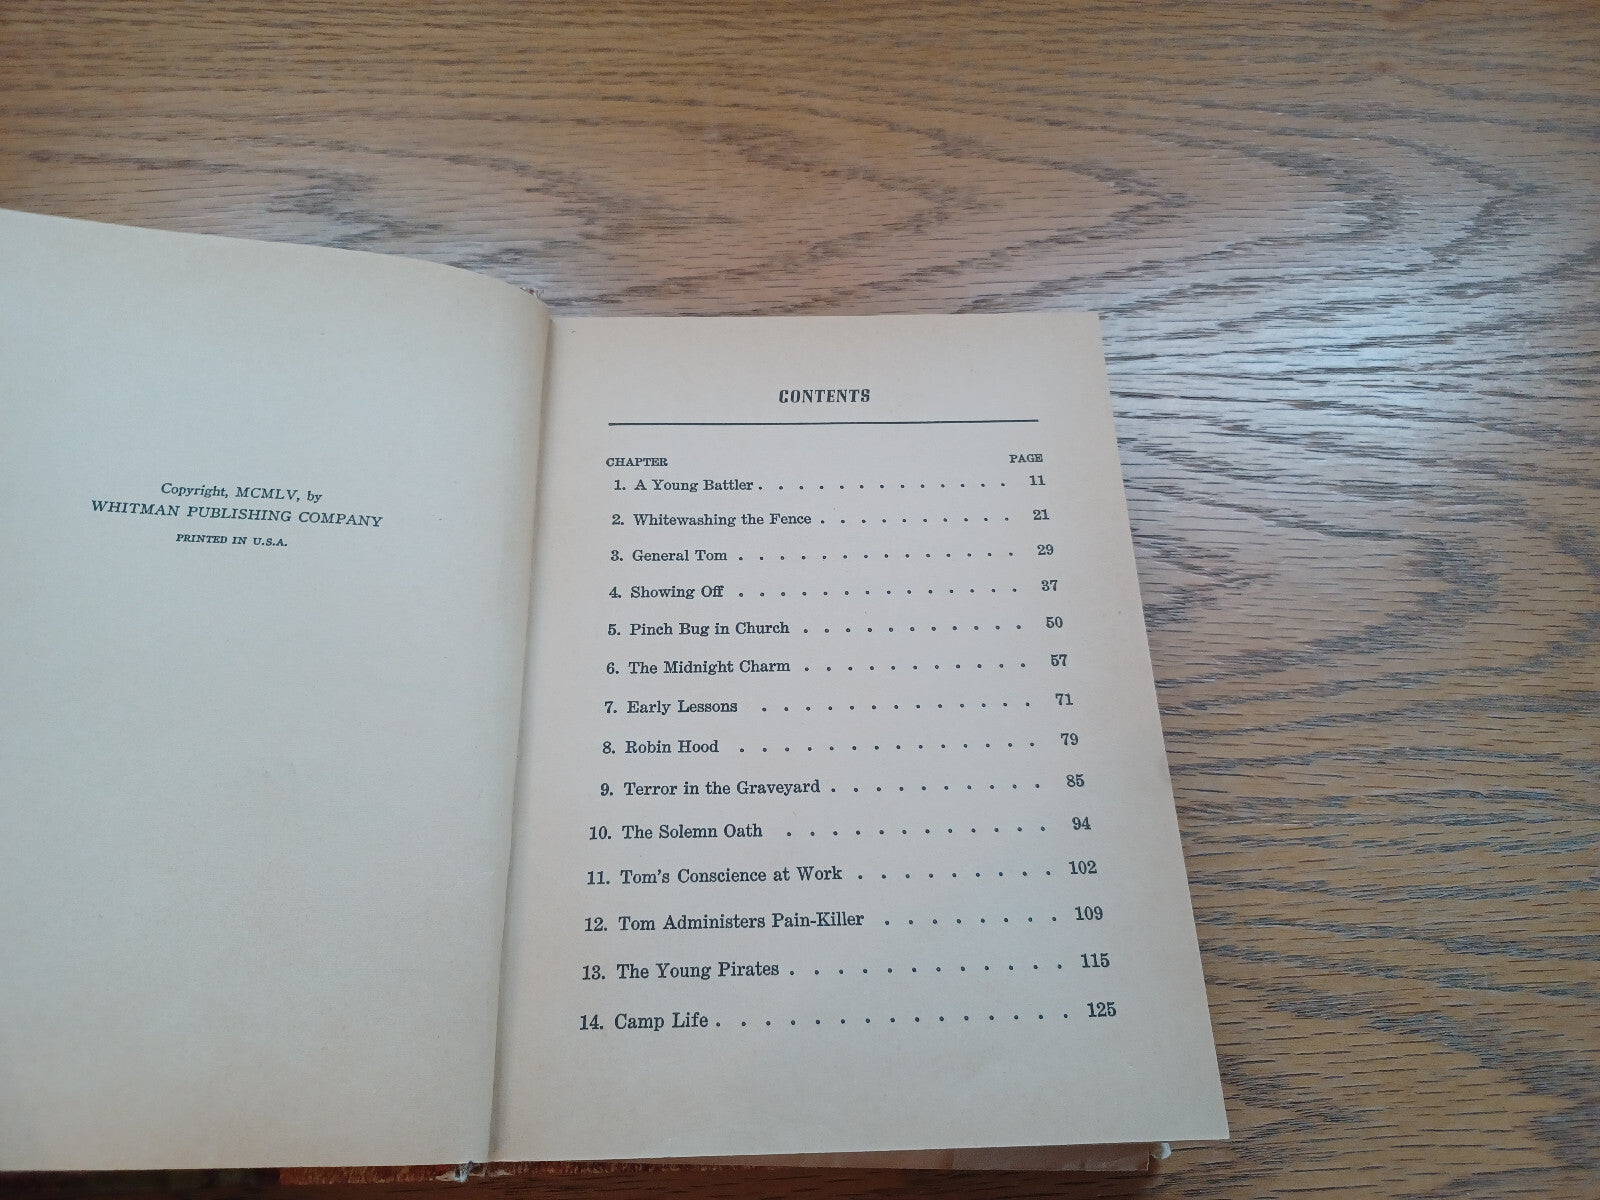 Copyright, MCMLV, by
WHITMAN PUBLISHING COMPANY
PRINTED IN U.S.A.
CONTENTS
CHAPTER PAGE
1. A Young Battler . . . . . . . . . . . . . 11
2. Whitewashing the Fence . . . . . . . . . . 21
3. General Tom . . . . . . . . . . . . . . 29
4. Showing Off . . . . . . . . . . . . . . 37
5. Pinch Bug in Church . . . . . . . . . . . 50
6. The Midnight Charm . . . . . . . . . . . 57
7. Early Lessons . . . . . . . . . . . . . 71
8. Robin Hood . . . . . . . . . . . . . . 79
9. Terror in the Graveyard . . . . . . . . . . 85
10. The Solemn Oath . . . . . . . . . . . . 94
11. Tom's Conscience at Work . . . . . . . . . 102
12. Tom Administers Pain-Killer . . . . . . . . 109
13. The Young Pirates . . . . . . . . . . . . 115
14. Camp Life . . . . . . . . . . . . . . . 125